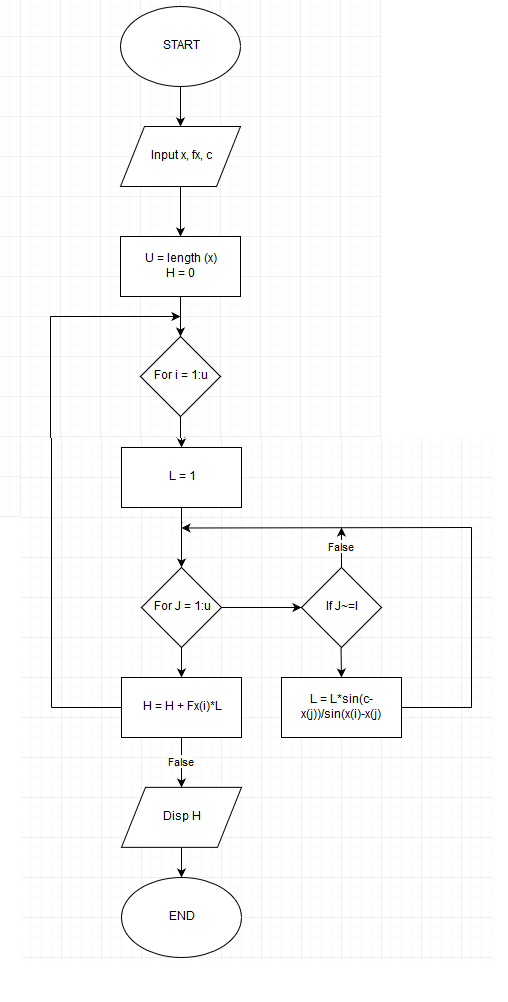 START
Input x, fx, c
U = length (x)
H = 0
For i = 1:u
L = 1
False
For J = 1:u
If J~=I
H = H + Fx(i)*L
L = L*sin(c-
x(j))/sin(x(i)-x(j)
False
Disp H
END